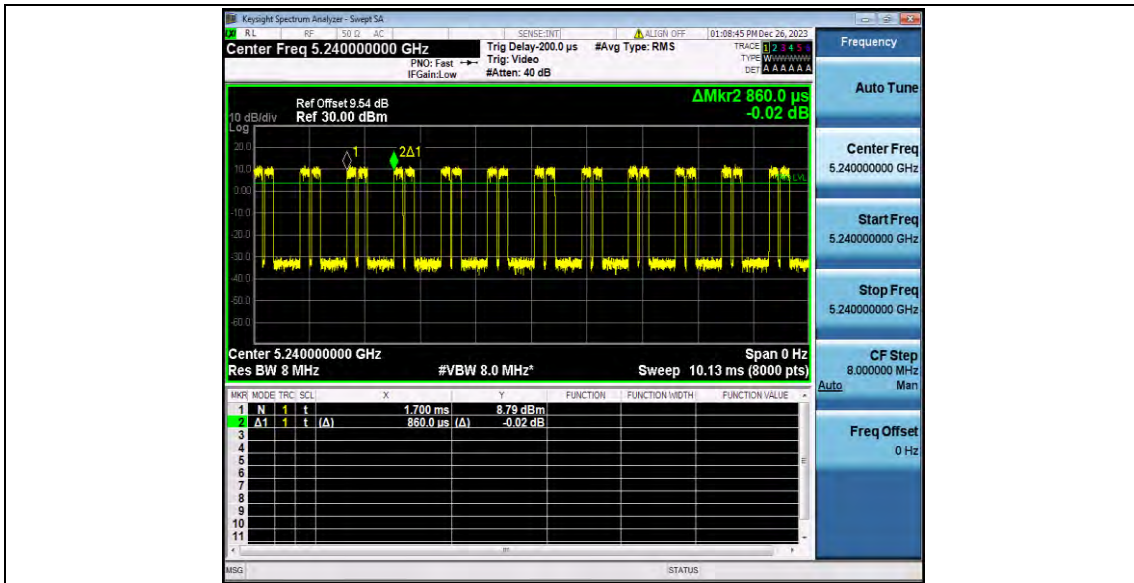 Keysight Spectrum Analyzer - Swept SA
RL RF 50 Ω AC SENSE:INT ALIGN OFF 01:08:45 PM Dec 26, 2023
Center Freq 5.240000000 GHz
PNO: Fast
IFGain:Low
Trig Delay-200.0 µs
Trig: Video
#Atten: 40 dB
#Avg Type: RMS
TRACE 1 2 3 4 5 6
TYPE W
DET A A A A A A
ΔMkr2 860.0 µs
-0.02 dB
Ref Offset 9.54 dB
10 dB/div Ref 30.00 dBm
Log
20.0
10.0
0.00
-10.0
-20.0
-30.0
-40.0
-50.0
-60.0
1
2Δ1
Center 5.240000000 GHz Span 0 Hz
Res BW 8 MHz #VBW 8.0 MHz* Sweep 10.13 ms (8000 pts)
MKR MODE TRC SCL X Y FUNCTION FUNCTION WIDTH FUNCTION VALUE
1 N 1 t 1.700 ms 8.79 dBm
2 Δ1 1 t (Δ) 860.0 µs (Δ) -0.02 dB
3
4
5
6
7
8
9
10
11
MSG STATUS
Frequency
Auto Tune
Center Freq
5.240000000 GHz
Start Freq
5.240000000 GHz
Stop Freq
5.240000000 GHz
CF Step
8.000000 MHz
Auto Man
Freq Offset
0 Hz